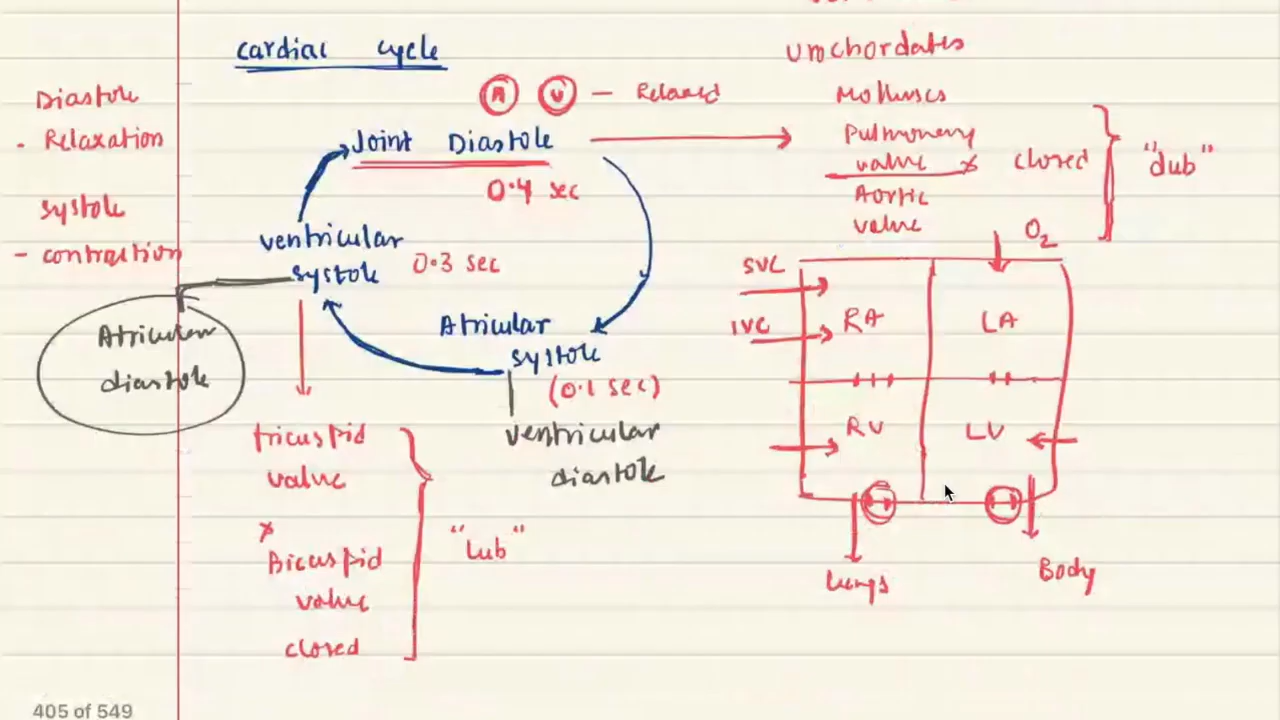 cardiac cycle
Diastole
- Relaxation
systole
- contraction
A V - Relaxed
Joint Diastole
0.4 sec
ventricular
systole 0.3 sec
Atricular
systole
(0.1 sec)
ventricular
diastole
Atricular
diastole
tricuspid
valve
x
Bicuspid
valve
closed
"Lub"
urochordates
Molluscs
Pulmonary
valve x closed
Aortic
valve
"dub"
O2
SVC
IVC
RA LA
RV LV
Lungs
Body
405 of 549